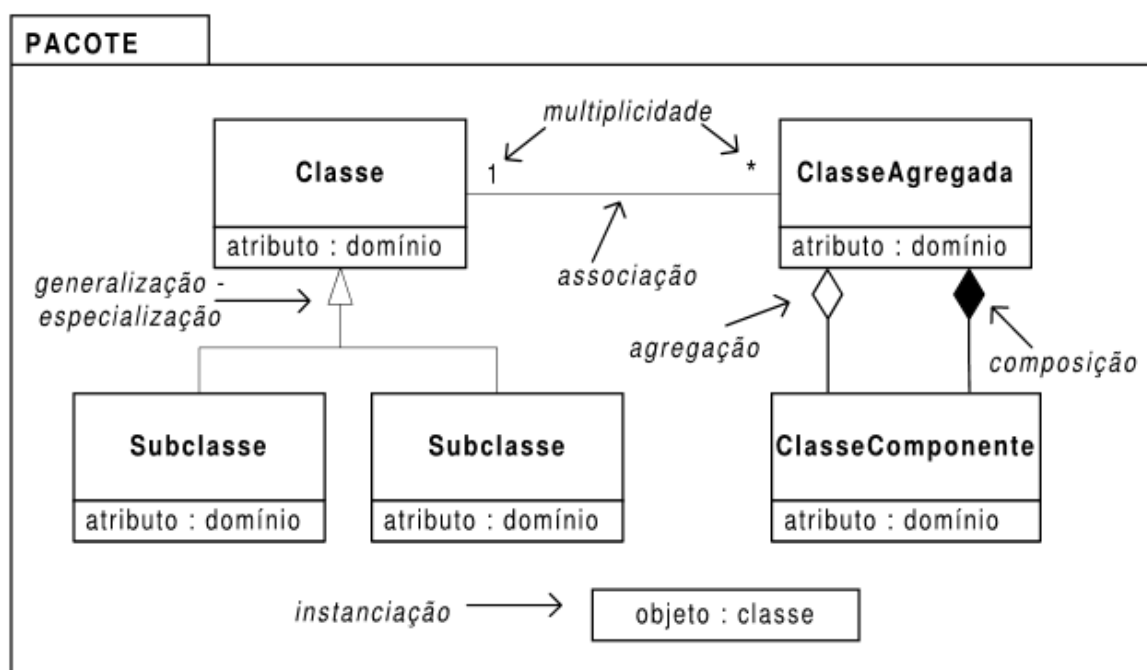 PACOTE
multiplicidade
Classe
1
*
ClasseAgregada
atributo : domínio
atributo : domínio
associação
generalização -
especialização
agregação
composição
Subclasse
Subclasse
ClasseComponente
atributo : domínio
atributo : domínio
atributo : domínio
instanciação
objeto : classe